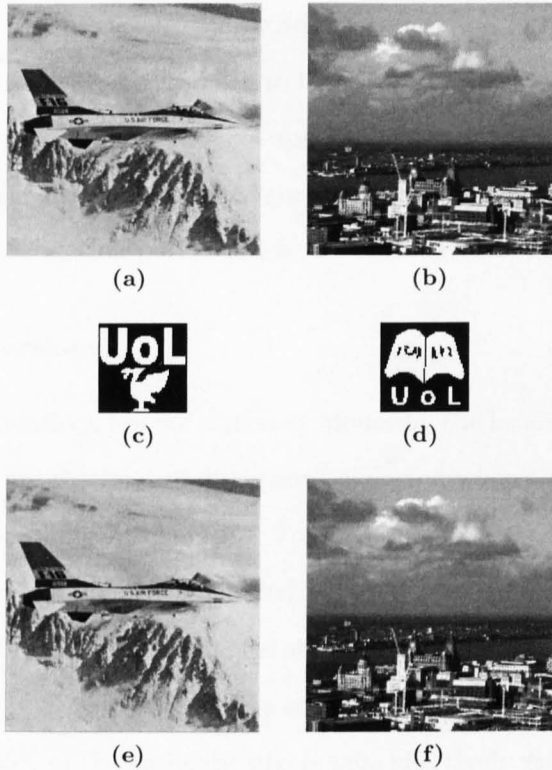 U.S. AIR FORCE
(a)
(b)
UoL
U o L
(c)
(d)
U.S. AIR FORCE
(e)
(f)